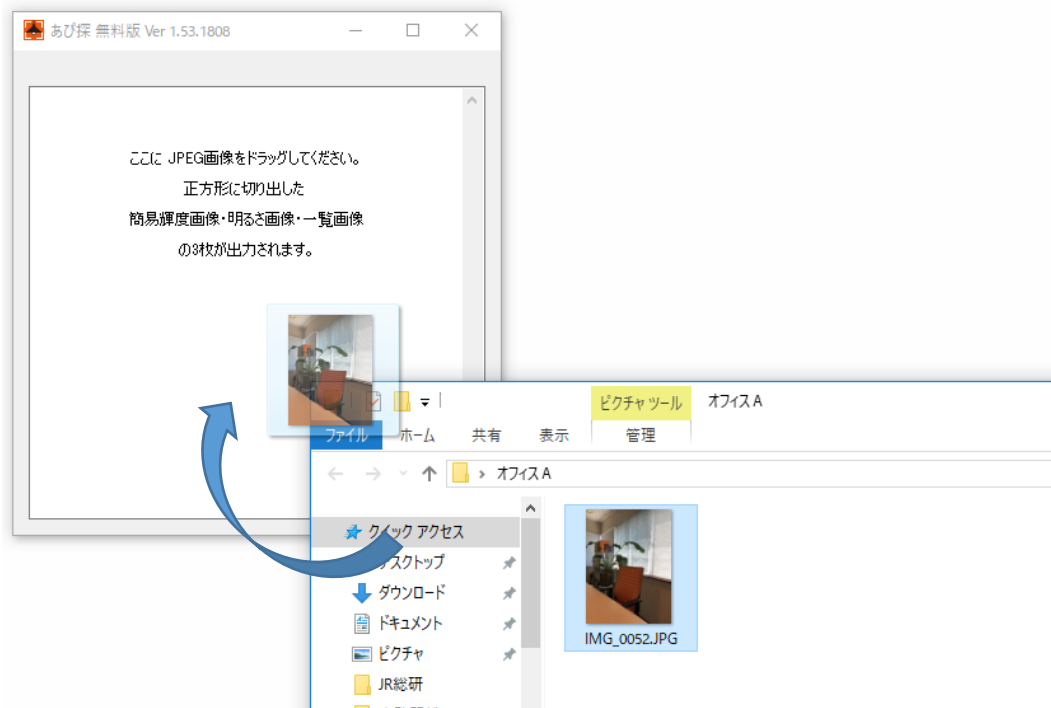 あぴ探 無料版 Ver 1.53.1808
ここに JPEG画像をドラッグしてください。
正方形に切り出した
簡易輝度画像・明るさ画像・一覧画像
の3枚が出力されます。
ピクチャ ツール
オフィス A
ファイル
ホーム
共有
表示
管理
オフィス A
クイック アクセス
デスクトップ
ダウンロード
ドキュメント
ピクチャ
JR総研
IMG_0052.JPG